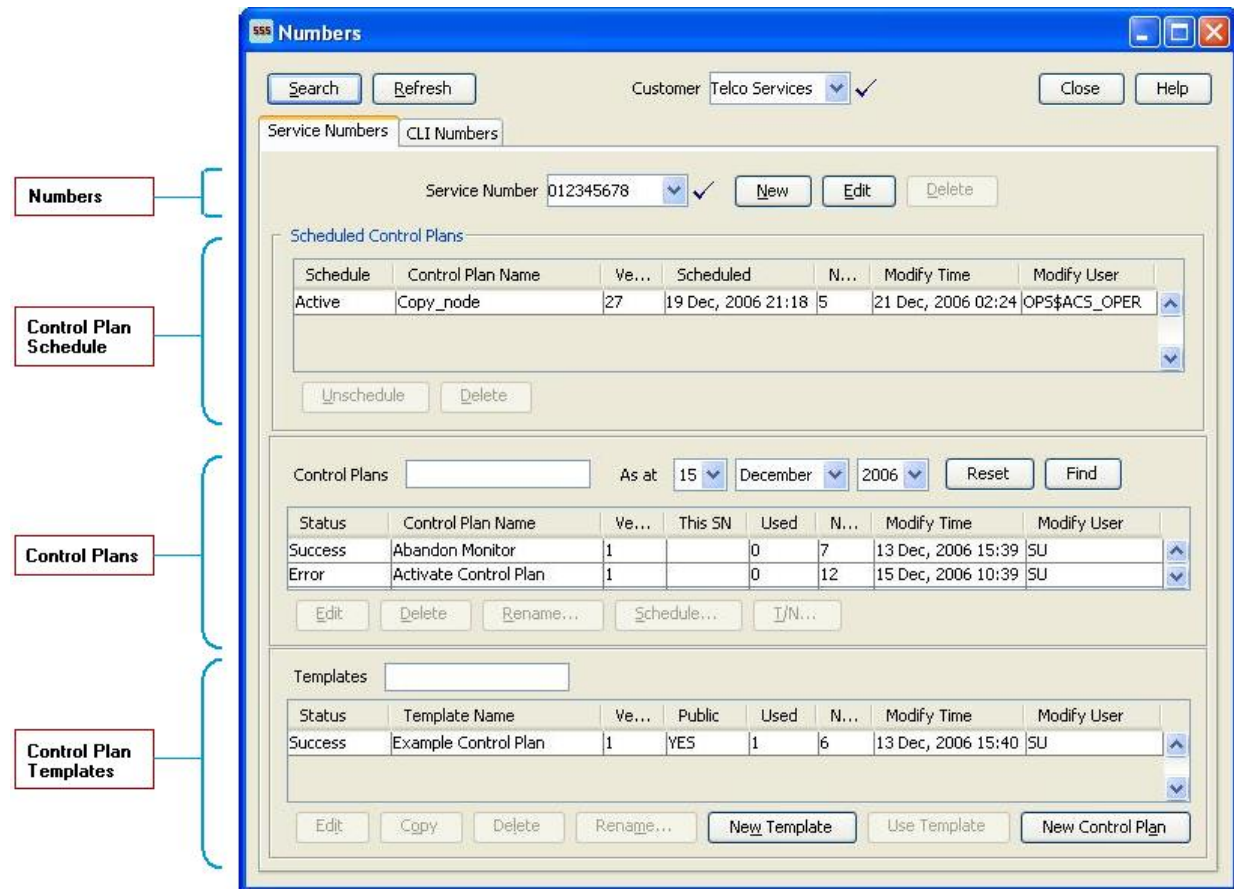 SSS Numbers
Search Refresh Customer Telco Services Close Help
Service Numbers CLI Numbers
Numbers
Service Number 012345678 New Edit Delete
Scheduled Control Plans
Schedule Control Plan Name Ve... Scheduled N... Modify Time Modify User
Active Copy_node 27 19 Dec, 2006 21:18 5 21 Dec, 2006 02:24 OPS$ACS_OPER
Control Plan
Schedule
Unschedule Delete
Control Plans As at 15 December 2006 Reset Find
Status Control Plan Name Ve... This SN Used N... Modify Time Modify User
Success Abandon Monitor 1 0 7 13 Dec, 2006 15:39 SU
Error Activate Control Plan 1 0 12 15 Dec, 2006 10:39 SU
Control Plans
Edit Delete Rename... Schedule... T/N...
Templates
Status Template Name Ve... Public Used N... Modify Time Modify User
Success Example Control Plan 1 YES 1 6 13 Dec, 2006 15:40 SU
Control Plan
Templates
Edit Copy Delete Rename... New Template Use Template New Control Plan